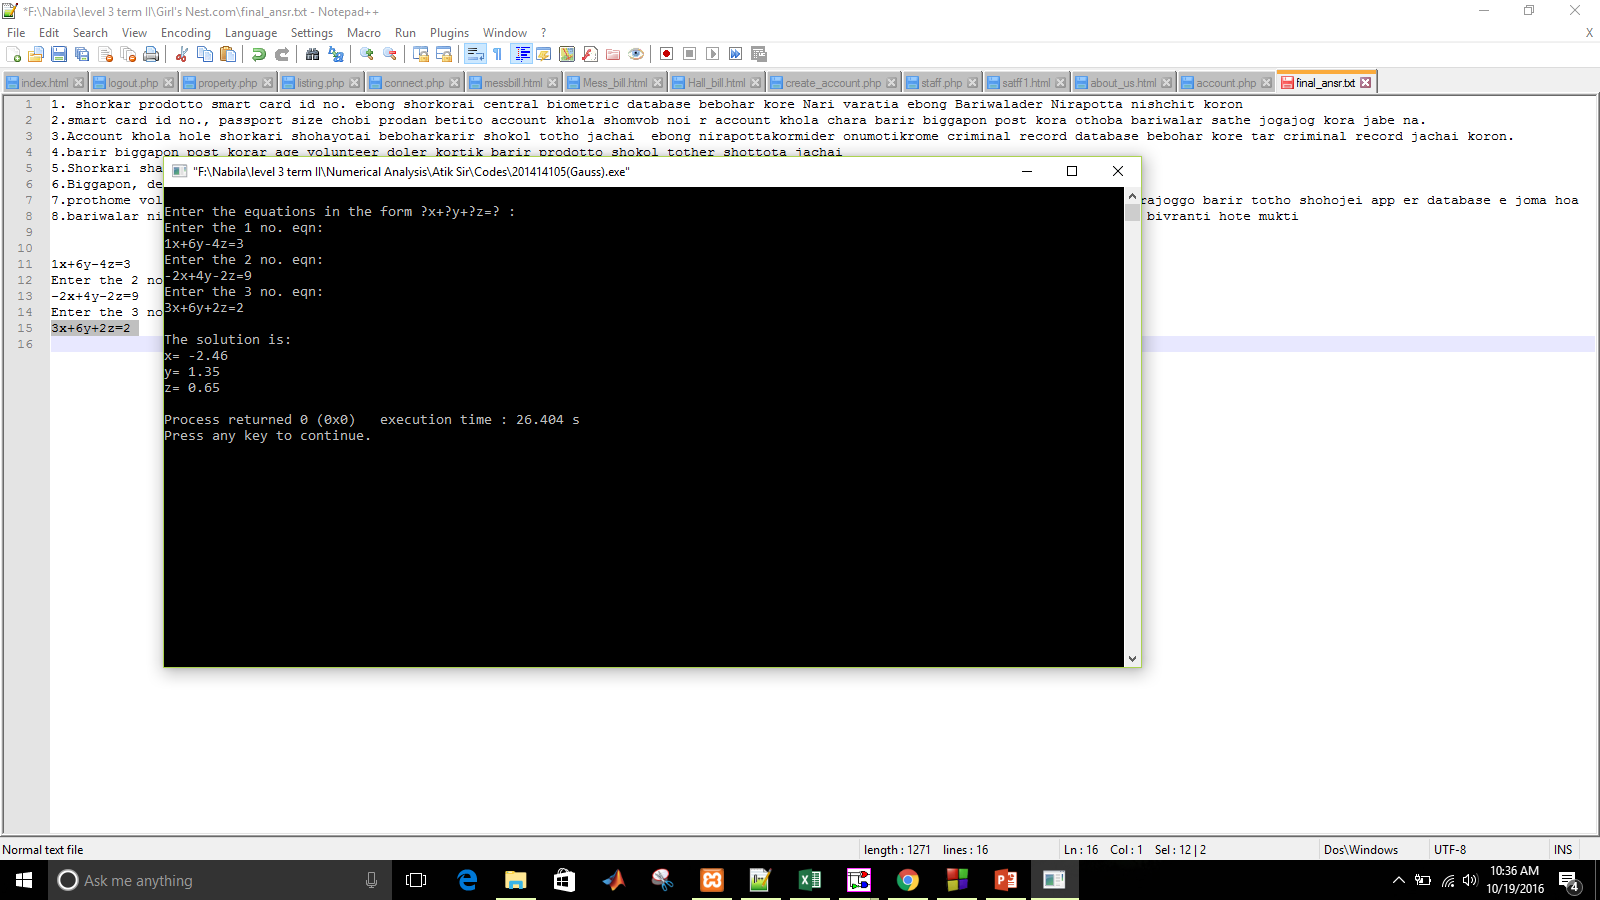 *F:\Nabila\level 3 term II\Girl's Nest.com\final_ansr.txt - Notepad++
File Edit Search View Encoding Language Settings Macro Run Plugins Window ? X
index.html logout.php property.php listing.php connect.php messbill.html Mess_bill.html Hall_bill.html create_account.php staff.php satff1.html about_us.html account.php final_ansr.txt
1 1. shorkar prodotto smart card id no. ebong shorkorai central biometric database bebohar kore Nari varatia ebong Bariwalader Nirapotta nishchit koron
2 2.smart card id no., passport size chobi prodan betito account khola shomvob noi r account khola chara barir biggapon post kora othoba bariwalar sathe jogajog kora jabe na.
3 3.Account khola hole shorkari shohayotai beboharkarir shokol totho jachai  ebong nirapottakormider onumotikrome criminal record database bebohar kore tar criminal record jachai koron.
4 4.barir biggapon post korar age volunteer doler kortik barir prodotto shokol tother shottota jachai
5 5.Shorkari sha
6 6.Biggapon, de
7 7.prothome vol rajoggo barir totho shohojei app er database e joma hoa
8 8.bariwalar ni bivranti hote mukti
9
10
11 1x+6y-4z=3
12 Enter the 2 no
13 -2x+4y-2z=9
14 Enter the 3 no
15 3x+6y+2z=2
16
"F:\Nabila\level 3 term II\Numerical Analysis\Atik Sir\Codes\201414105(Gauss).exe"
Enter the equations in the form ?x+?y+?z=? :
Enter the 1 no. eqn:
1x+6y-4z=3
Enter the 2 no. eqn:
-2x+4y-2z=9
Enter the 3 no. eqn:
3x+6y+2z=2
The solution is:
x= -2.46
y= 1.35
z= 0.65
Process returned 0 (0x0)   execution time : 26.404 s
Press any key to continue.
Normal text file length : 1271 lines : 16 Ln : 16 Col : 1 Sel : 12 | 2 Dos\Windows UTF-8 INS
Ask me anything
10:36 AM
10/19/2016
4